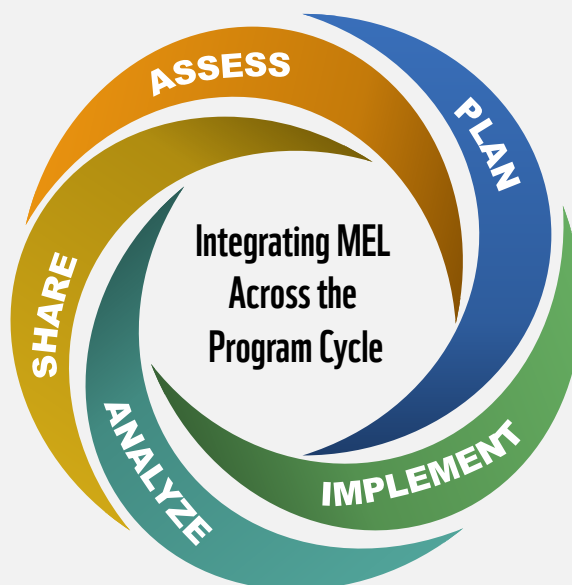 ASSESS
PLAN
IMPLEMENT
ANALYZE
SHARE
Integrating MEL
Across the
Program Cycle